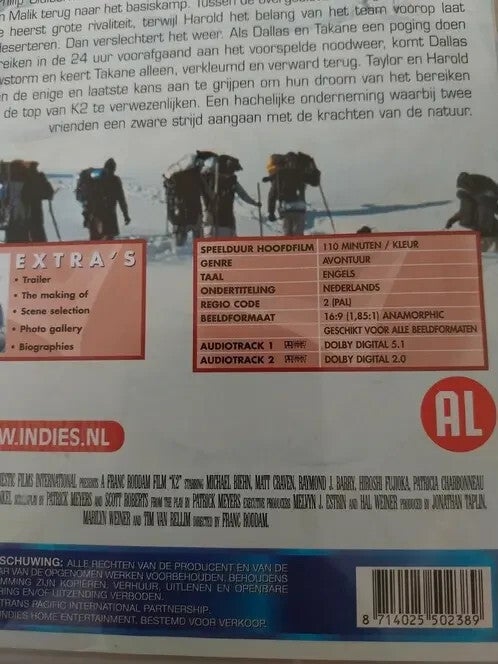 n Malik terug naar het basiskamp. Tussen de
heerst grote rivaliteit, terwijl Harold het belang van het team voorop laat
deserteren. Dan verslechtert het weer. Als Dallas en Takane een poging doen
reiken in de 24 uur voorafgaand aan het voorspelde noodweer, komt Dallas
wstorm en keert Takane alleen, verkleumd en verward terug. Taylor en Harold
n de enige en laatste kans aan te grijpen om hun droom van het bereiken
de top van K2 te verwezenlijken. Een hachelijke onderneming waarbij twee
vrienden een zware strijd aangaan met de krachten van de natuur.
EXTRA'S
• Trailer
• The making of
• Scene selection
• Photo gallery
• Biographies
SPEELDUUR HOOFDFILM 110 MINUTEN / KLEUR
GENRE AVONTUUR
TAAL ENGELS
ONDERTITELING NEDERLANDS
REGIO CODE 2 (PAL)
BEELDFORMAAT 16:9 (1,85:1) ANAMORPHIC
GESCHIKT VOOR ALLE BEELDFORMATEN
AUDIOTRACK 1 DOLBY DIGITAL 5.1
AUDIOTRACK 2 DOLBY DIGITAL 2.0
AL
W.INDIES.NL
ESTIC FILMS INTERNATIONAL PRESENTS A FRANC RODDAM FILM "K2" STARRING MICHAEL BIEHN, MATT CRAVEN, RAYMOND J. BARRY, HIROSHI FUJIOKA, PATRICIA CHARBONNEAU
NKEL SCREENPLAY BY PATRICK MEYERS AND SCOTT ROBERTS FROM THE PLAY BY PATRICK MEYERS EXECUTIVE PRODUCERS MELVYN J. ESTRIN AND HAL WEINER PRODUCED BY JONATHAN TAPLIN,
MARILYN WEINER AND TIM VAN RELLIM DIRECTED BY FRANC RODDAM.
SCHUWING: ALLE RECHTEN VAN DE PRODUCENT EN VAN DE
AR VAN DE OPGENOMEN WERKEN VOORBEHOUDEN. BEHOUDENS
MMING ZIJN KOPIËREN, VERHUUR, UITLENEN EN OPENBARE
RING EN/OF UITZENDING VERBODEN.
TRANS PACIFIC INTERNATIONAL PARTNERSHIP.
INDIES HOME ENTERTAINMENT. BESTEMD VOOR VERKOOP.
8 714025 502389